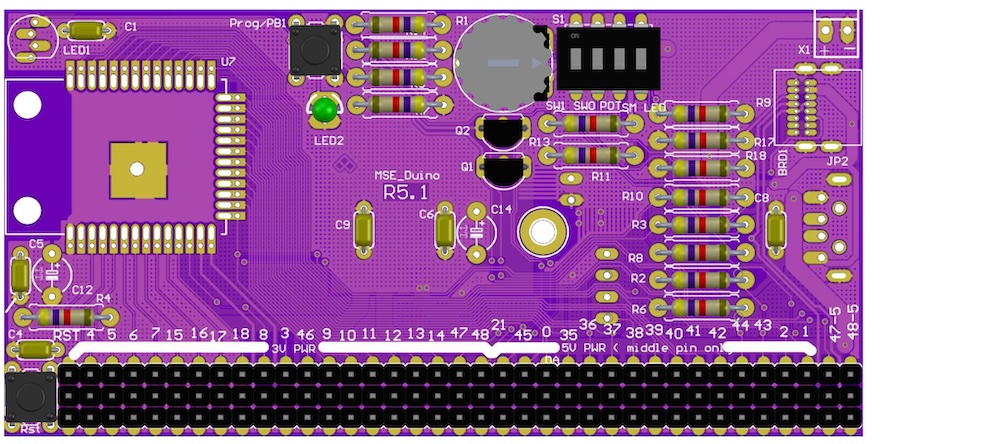 Prog/PB1
R1
S1
C1
LED1
X1
+
-
ON
U7
SW1 SW0 POT SM LED
R9
LED2
Q2
R13
R17
R18
BRD1
JP2
Q1
R11
MSE_Duino
R5.1
R10
C8
C9
C6
C14
R3
C5
R8
C12
R2
R4
R6
RST 4 5 6 7 15 16 17 18 8 3 46 9 10 11 12 13 14 47 48 21 45 0 35 36 37 38 39 40 41 42 44 43 2 1 47-5 48-5
C4
3V PWR
5V PWR ( middle pin only
Rst